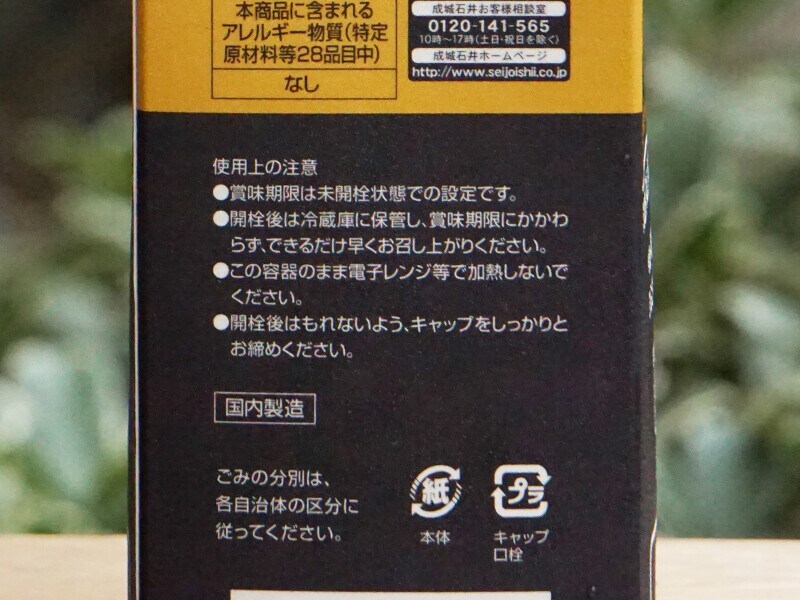 本商品に含まれる
アレルギー物質(特定
原材料等28品目中)
なし
成城石井お客様相談室
0120-141-565
10時〜17時(土日・祝日を除く)
成城石井ホームページ
http://www.seijoishii.co.jp
使用上の注意
●賞味期限は未開栓状態での設定です。
●開栓後は冷蔵庫に保管し、賞味期限にかかわ
らず、できるだけ早くお召し上がりください。
●この容器のまま電子レンジ等で加熱しないで
ください。
●開栓後はもれないよう、キャップをしっかりと
お締めください。
国内製造
ごみの分別は、
各自治体の区分に
従ってください。
紙
本体
プラ
キャップ
口栓